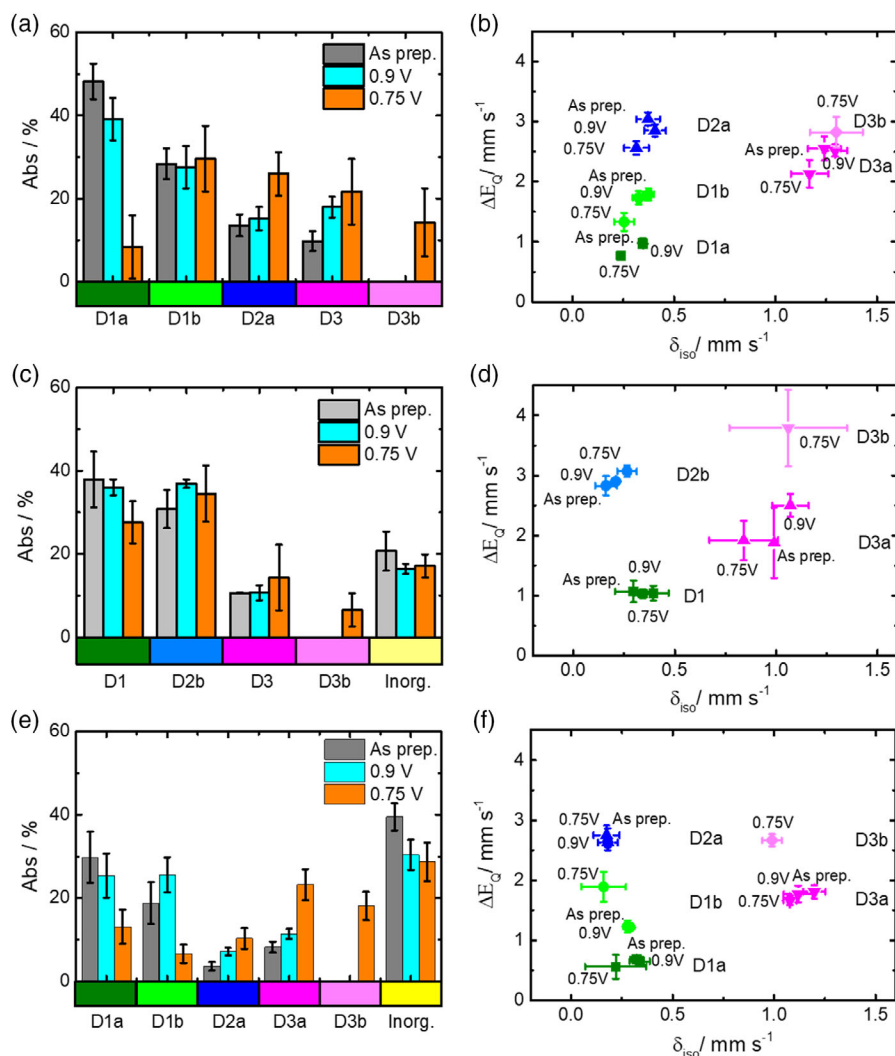 (a)
60
40
20
0
Abs / %
As prep.
0.9 V
0.75 V
D1a D1b D2a D3 D3b
(b)
4
3
2
1
0
ΔE_Q/ mm s⁻¹
As prep.
0.9V
0.75V
D2a
As prep.
0.9V
0.75V
D1b
As prep.
0.9V
0.75V
D1a
0.75V
D3b
As prep.
0.9V
D3a
0.75V
0.0 0.5 1.0 1.5
δ_iso/ mm s⁻¹
(c)
60
40
20
0
Abs / %
As prep.
0.9 V
0.75 V
D1 D2b D3 D3b Inorg.
(d)
4
3
2
1
0
ΔE_Q/ mm s⁻¹
0.75V
0.9V
As prep.
D2b
0.75V
D3b
0.9V
D3a
0.75V
As prep.
0.9V
As prep.
D1
0.75V
0.0 0.5 1.0 1.5
δ_iso/ mm s⁻¹
(e)
60
40
20
0
Abs / %
As prep.
0.9 V
0.75 V
D1a D1b D2a D3a D3b Inorg.
(f)
4
3
2
1
0
ΔE_Q/ mm s⁻¹
0.75V
As prep.
0.9V
D2a
0.75V
D3b
0.75V
D1b
0.9V
As prep.
0.75V
D3a
As prep.
0.9V
As prep.
0.9V
D1a
0.75V
0.0 0.5 1.0 1.5
δ_iso/ mm s⁻¹